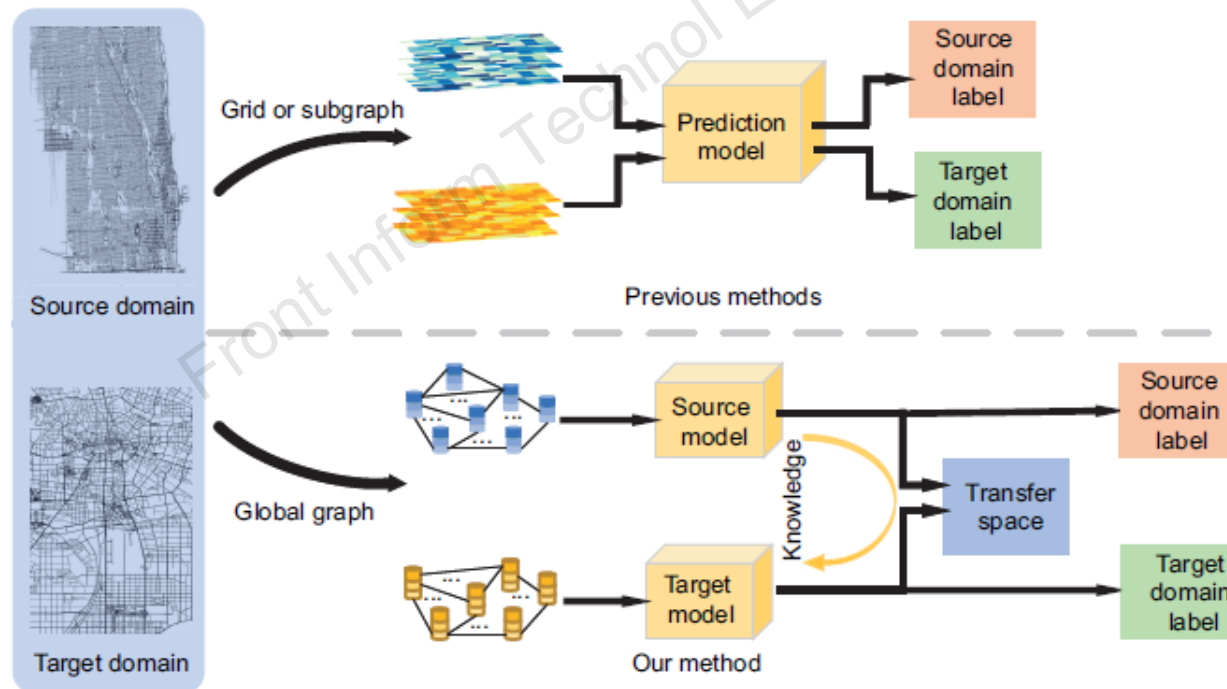 Source domain
Target domain
Grid or subgraph
Prediction
model
Source
domain
label
Target
domain
label
Previous methods
Global graph
Source
model
Knowledge
Target
model
Transfer
space
Source
domain
label
Target
domain
label
Our method
Front Inform Technol E